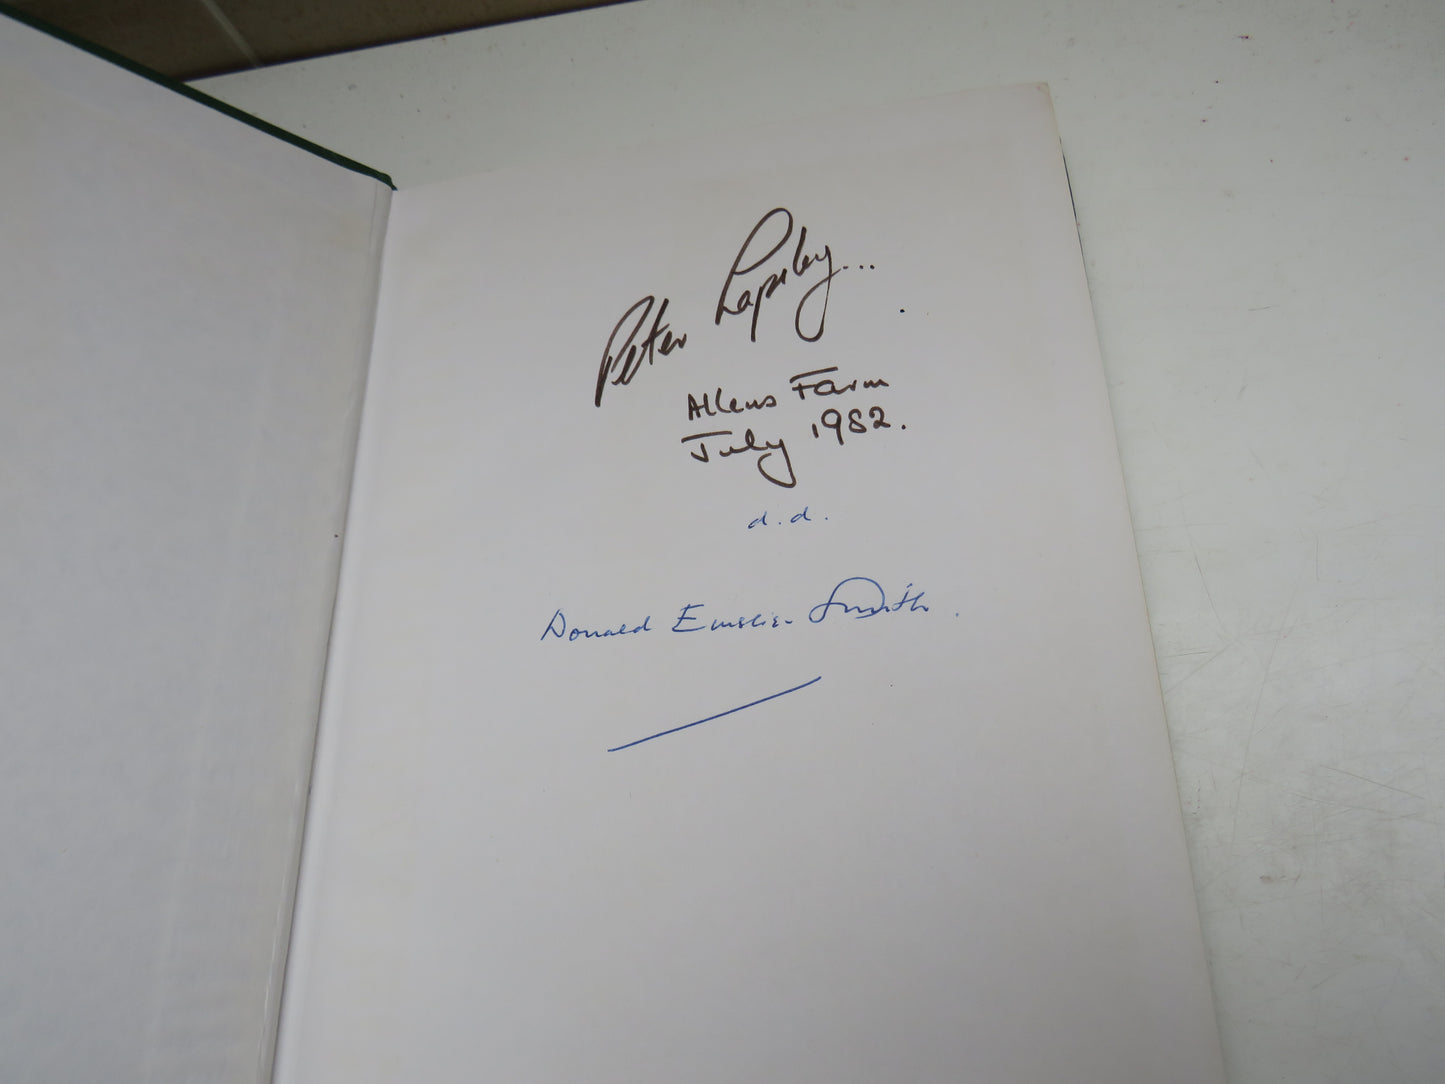 Peter Lapsley...
Allens Farm
July 1982.
d.d.
Donald Emslie-Smith.